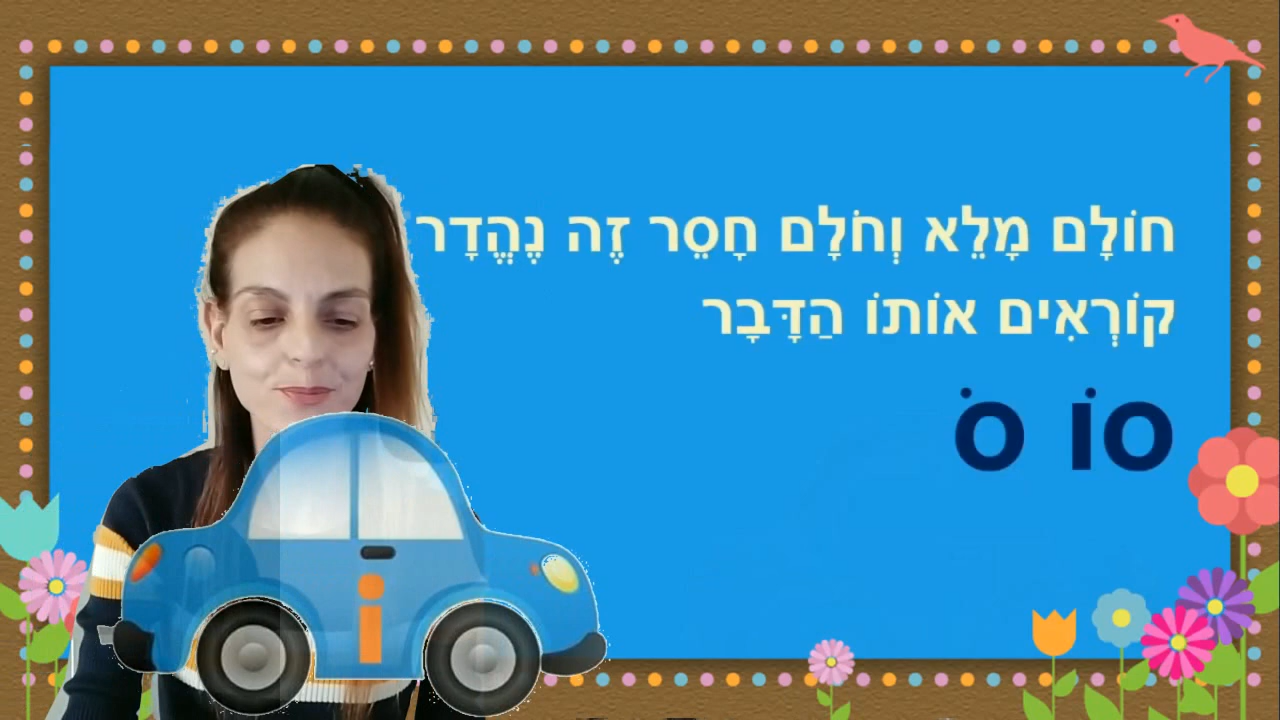 חוֹלָם מָלֵא וְחֹלָם חָסֵר זֶה נֶהֱדָר
קוֹרְאִים אוֹתוֹ הַדָּבָר
סוֹ סֹ
וֹ